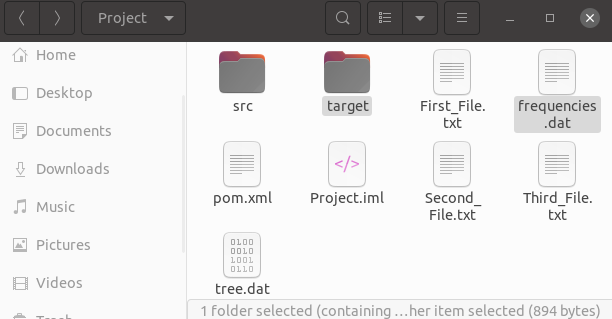 Project
Home
Desktop
Documents
Downloads
Music
Pictures
Videos
src
target
First_File.
txt
frequencies
.dat
pom.xml
</>
Project.iml
Second_
File.txt
Third_File.
txt
0100
0010
1001
0110
tree.dat
1 folder selected (containing …her item selected (894 bytes)